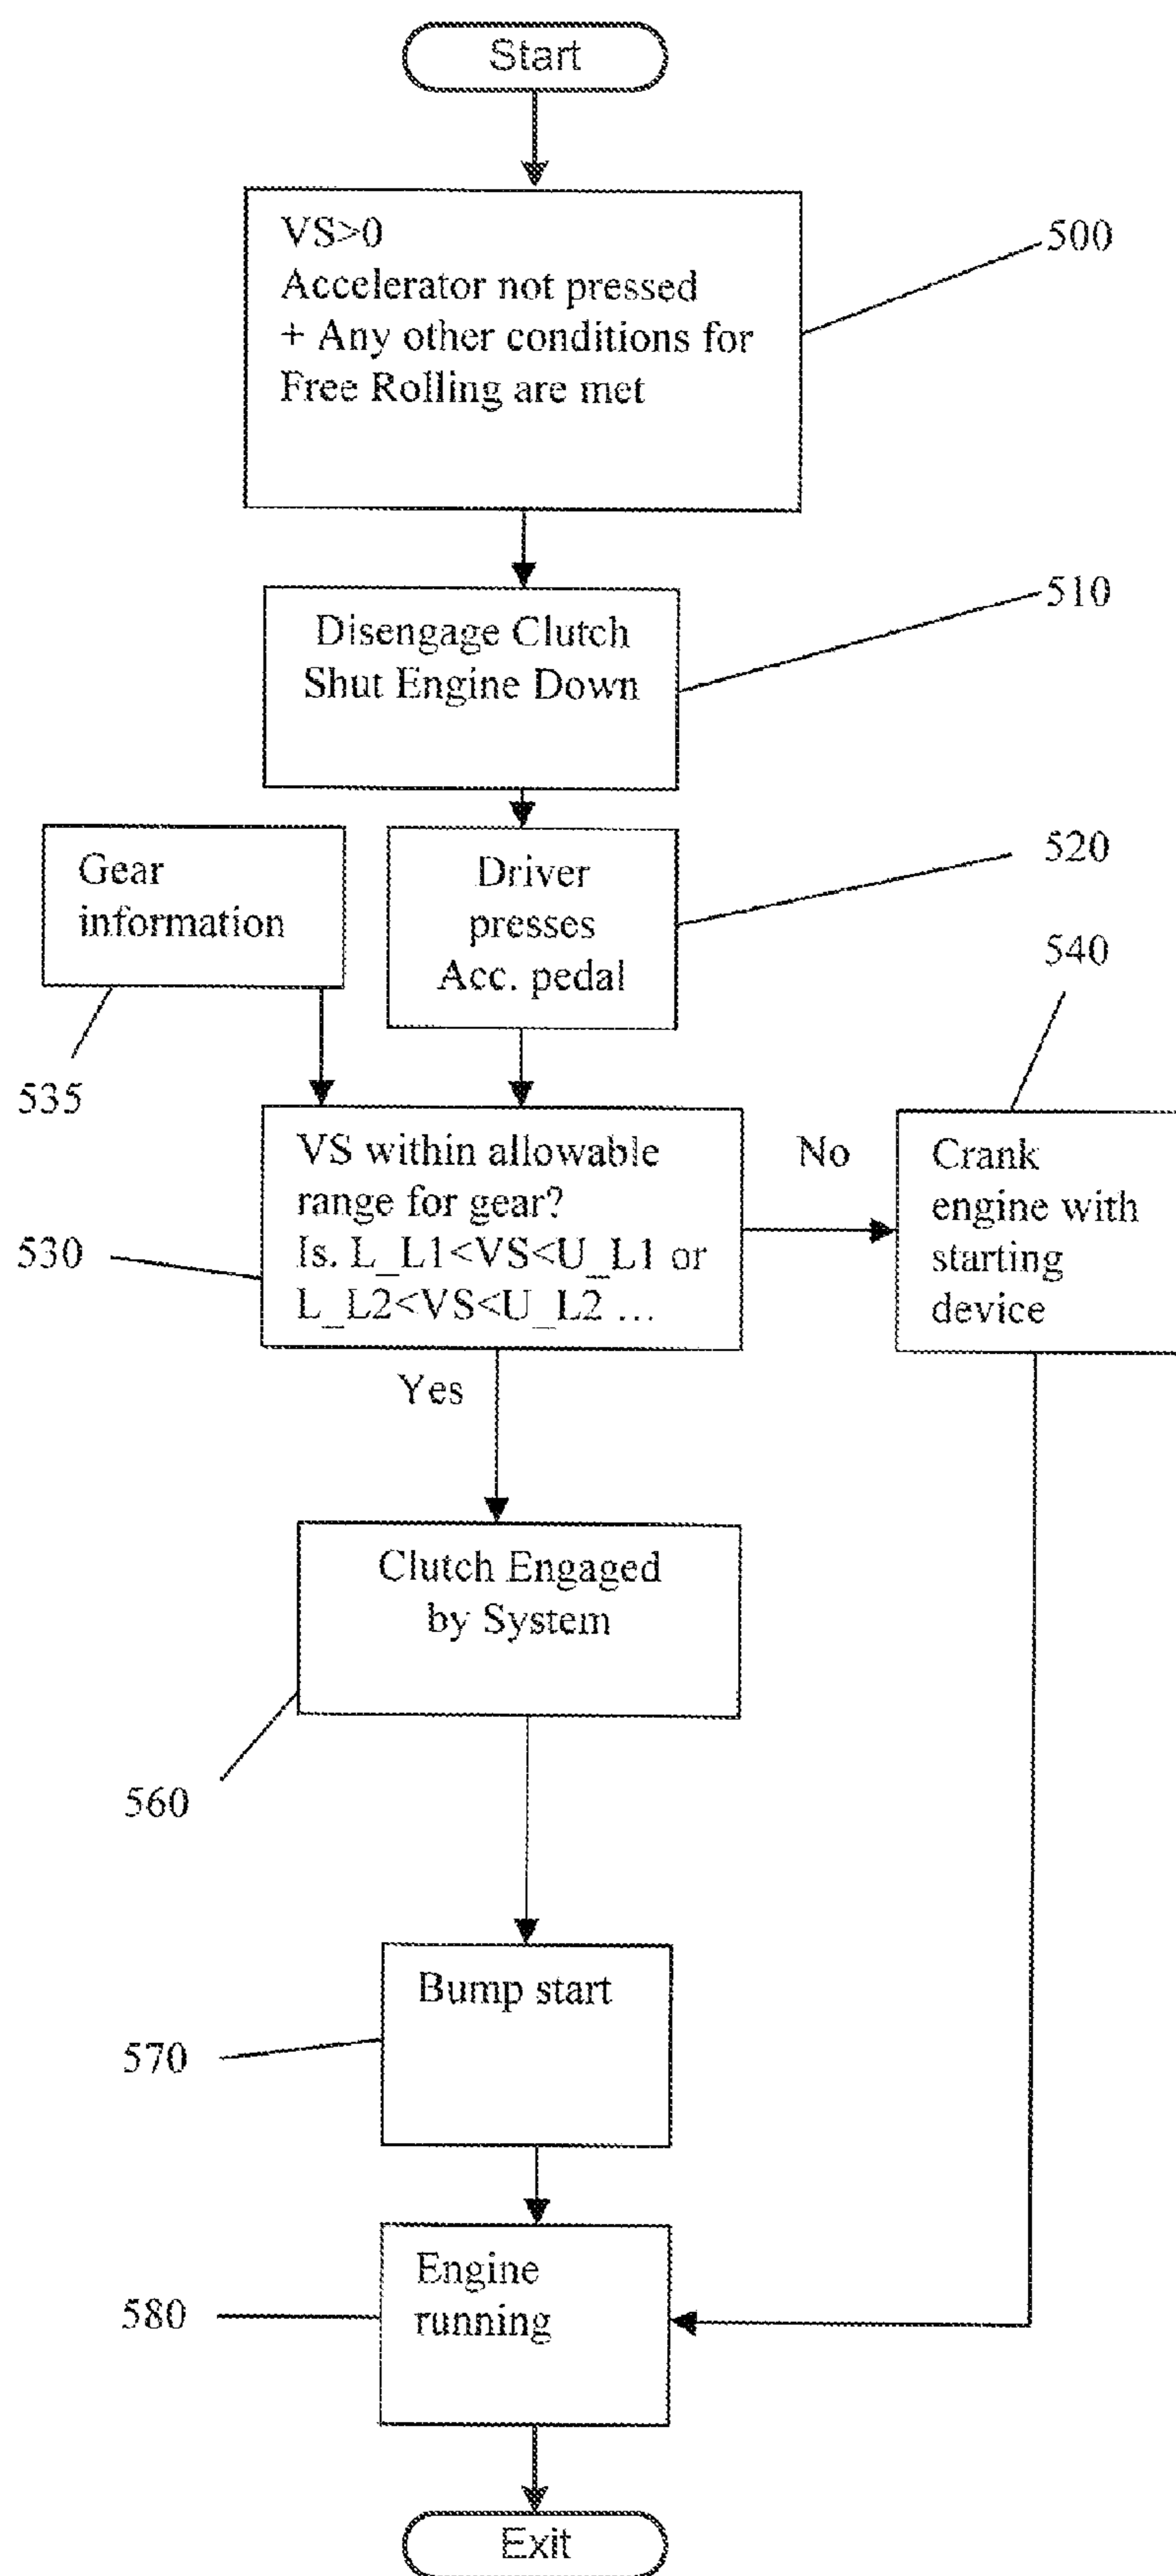 Start
VS>0
Accelerator not pressed
+ Any other conditions for
Free Rolling are met
500
Disengage Clutch
Shut Engine Down
510
Gear
information
535
Driver
presses
Acc. pedal
520
VS within allowable
range for gear?
Is. L_L1<VS<U_L1 or
L_L2<VS<U_L2 ...
530
No
540
Crank
engine with
starting
device
Yes
Clutch Engaged
by System
560
Bump start
570
Engine
running
580
Exit